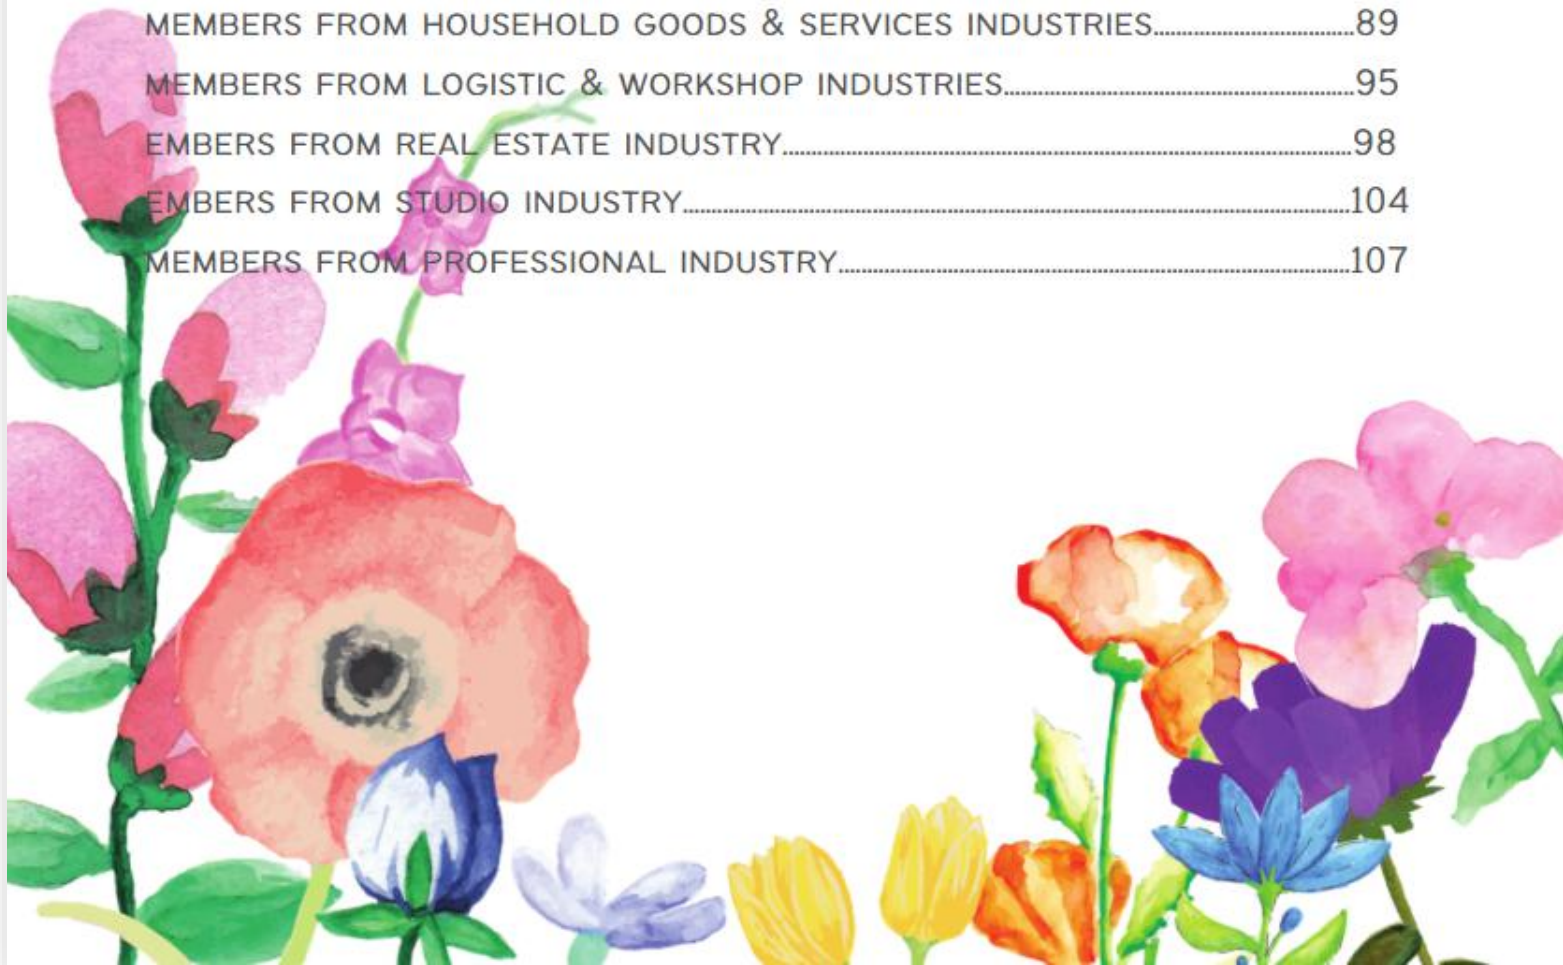 MEMBERS FROM HOUSEHOLD GOODS & SERVICES INDUSTRIES........................................89
MEMBERS FROM LOGISTIC & WORKSHOP INDUSTRIES........................................95
EMBERS FROM REAL ESTATE INDUSTRY........................................98
EMBERS FROM STUDIO INDUSTRY........................................104
MEMBERS FROM PROFESSIONAL INDUSTRY........................................107